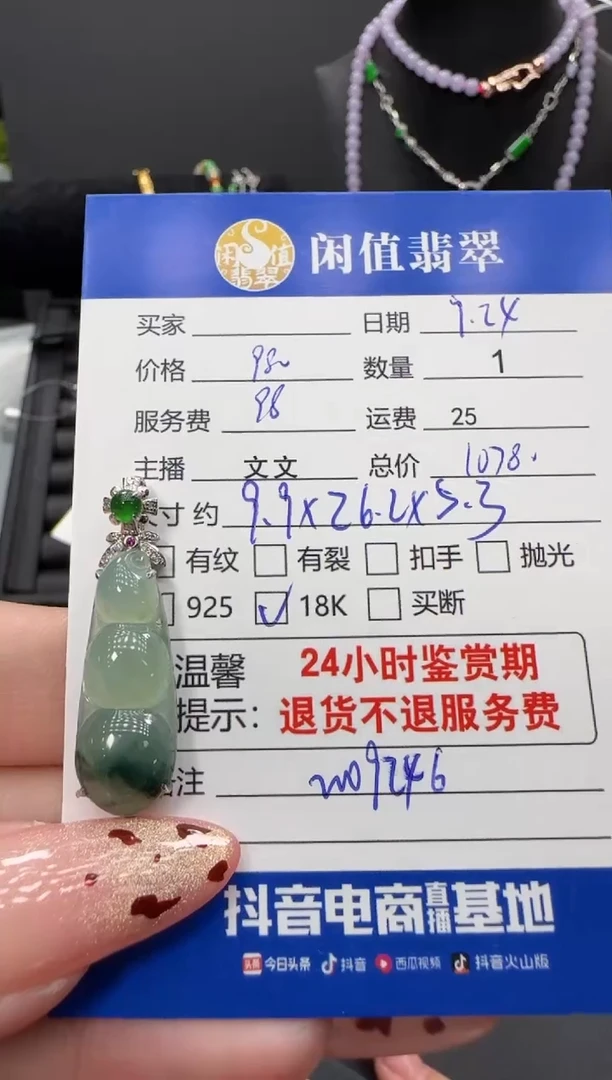 闲值翡翠
闲值翡翠
买家 日期 9.24
价格 980 数量 1
服务费 98 运费 25
主播 文文 总价 1078.
寸 约 9.9x26.2x5.3
有纹 有裂 扣手 抛光
925 ✓ 18K 买断
温馨 24小时鉴赏期
提示: 退货不退服务费
注
抖音电商直播基地
头条 今日头条 抖音 西瓜视频 抖音火山版